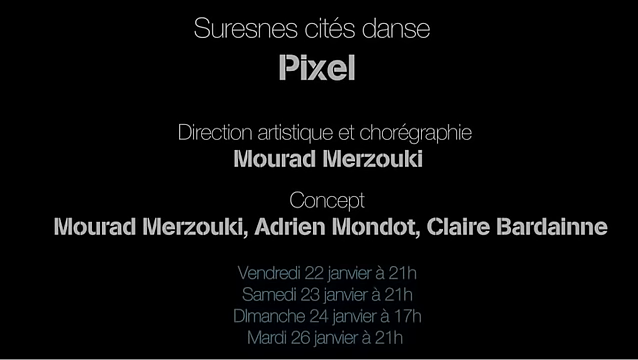 Suresnes cités danse
Pixel
Direction artistique et chorégraphie
Mourad Merzouki
Concept
Mourad Merzouki, Adrien Mondot, Claire Bardainne
Vendredi 22 janvier à 21h
Samedi 23 janvier à 21h
DImanche 24 janvier à 17h
Mardi 26 janvier à 21h